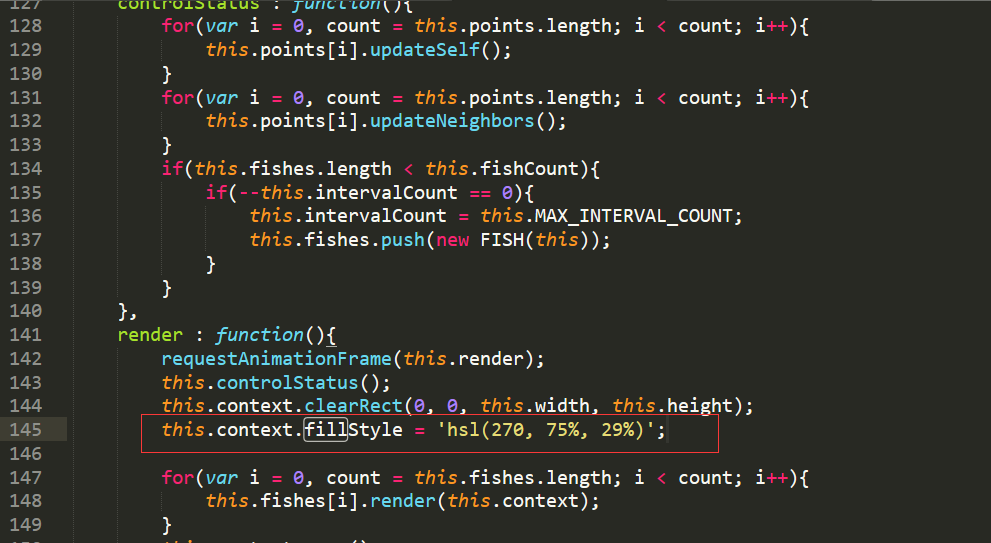 127 controlStatus : function(){
128 for(var i = 0, count = this.points.length; i < count; i++){
129 this.points[i].updateSelf();
130 }
131 for(var i = 0, count = this.points.length; i < count; i++){
132 this.points[i].updateNeighbors();
133 }
134 if(this.fishes.length < this.fishCount){
135 if(--this.intervalCount == 0){
136 this.intervalCount = this.MAX_INTERVAL_COUNT;
137 this.fishes.push(new FISH(this));
138 }
139 }
140 },
141 render : function(){
142 requestAnimationFrame(this.render);
143 this.controlStatus();
144 this.context.clearRect(0, 0, this.width, this.height);
145 this.context.fillStyle = 'hsl(270, 75%, 29%)';
146
147 for(var i = 0, count = this.fishes.length; i < count; i++){
148 this.fishes[i].render(this.context);
149 }